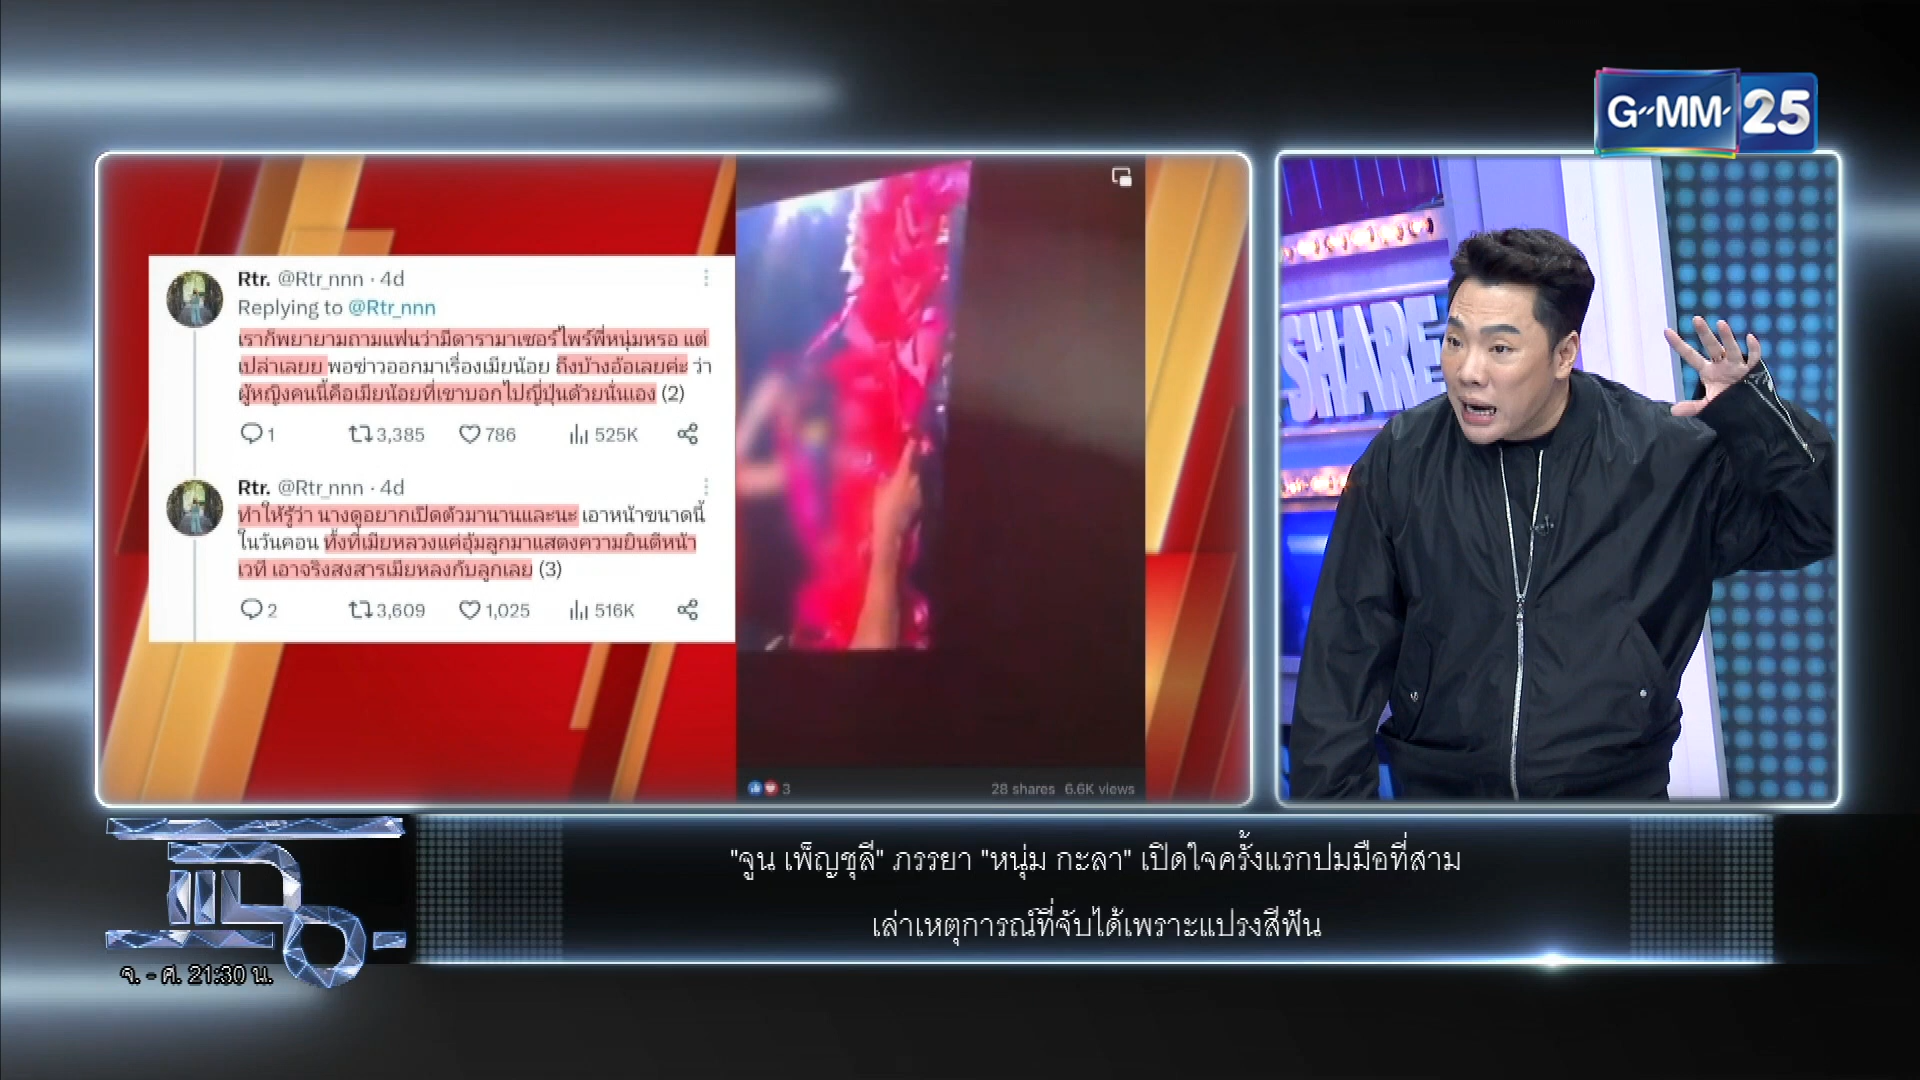 G-MM- 25
Rtr. @Rtr_nnn · 4d
Replying to @Rtr_nnn
เราก็พยายามถามแฟนว่ามีดารามาเซอร์ไพร์พี่หนุ่มหรอ แต่
เปล่าเลยย พอข่าวออกมาเรื่องเมียน้อย ถึงบ้างอ้อเลยค่ะ ว่า
ผู้หญิงคนนี้คือเมียน้อยที่เขาบอกไปญี่ปุ่นด้วยนั่นเอง (2)
1 3,385 786 525K
Rtr. @Rtr_nnn · 4d
ทำให้รู้ว่า นางดูอยากเปิดตัวมานานและนะ เอาหน้าขนาดนี้
ในวันคอน ทั้งที่เมียหลวงแค่อุ้มลูกมาแสดงความยินดีหน้า
เวที เอาจริงสงสารเมียหลงกับลูกเลย (3)
2 3,609 1,025 516K
3 28 shares 6.6K views
SHARE
แฉ
จ. - ศ. 21:30 น.
"จูน เพ็ญชุลี" ภรรยา "หนุ่ม กะลา" เปิดใจครั้งแรกปมมือที่สาม
เล่าเหตุการณ์ที่จับได้เพราะแปรงสีฟัน